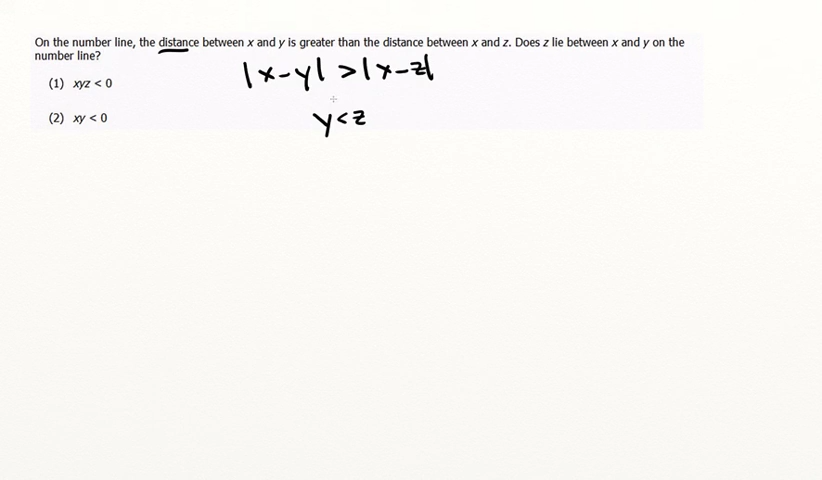 On the number line, the distance between x and y is greater than the distance between x and z. Does z lie between x and y on the
number line?
|x-y| > |x-z|
(1) xyz < 0
(2) xy < 0
y<z